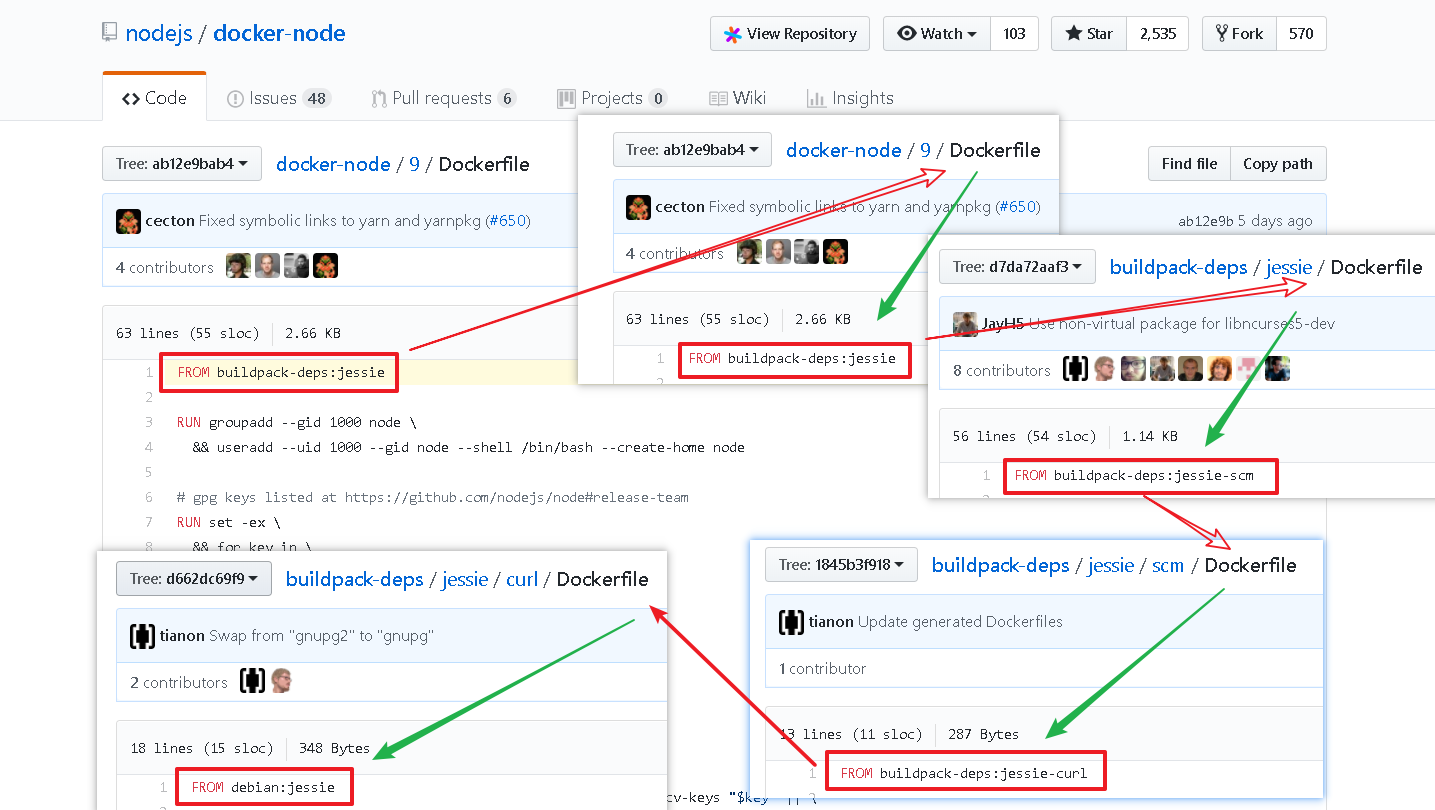 nodejs / docker-node
View Repository
Watch 103
Star 2,535
Fork 570
Code
Issues 48
Pull requests 6
Projects 0
Wiki
Insights
Tree: ab12e9bab4
docker-node / 9 / Dockerfile
Find file
Copy path
cecton Fixed symbolic links to yarn and yarnpkg (#650)
ab12e9b 5 days ago
4 contributors
63 lines (55 sloc) 2.66 KB
1 FROM buildpack-deps:jessie
2
3 RUN groupadd --gid 1000 node \
4 && useradd --uid 1000 --gid node --shell /bin/bash --create-home node
5
6 # gpg keys listed at https://github.com/nodejs/node#release-team
7 RUN set -ex \
8 && for key in \
Tree: ab12e9bab4
docker-node / 9 / Dockerfile
cecton Fixed symbolic links to yarn and yarnpkg (#650)
4 contributors
63 lines (55 sloc) 2.66 KB
1 FROM buildpack-deps:jessie
Tree: d7da72aaf3
buildpack-deps / jessie / Dockerfile
JayH5 Use non-virtual package for libncurses5-dev
8 contributors
56 lines (54 sloc) 1.14 KB
1 FROM buildpack-deps:jessie-scm
Tree: 1845b3f918
buildpack-deps / jessie / scm / Dockerfile
tianon Update generated Dockerfiles
1 contributor
13 lines (11 sloc) 287 Bytes
1 FROM buildpack-deps:jessie-curl
Tree: d662dc69f9
buildpack-deps / jessie / curl / Dockerfile
tianon Swap from "gnupg2" to "gnupg"
2 contributors
18 lines (15 sloc) 348 Bytes
1 FROM debian:jessie
cv-keys "$key" || \